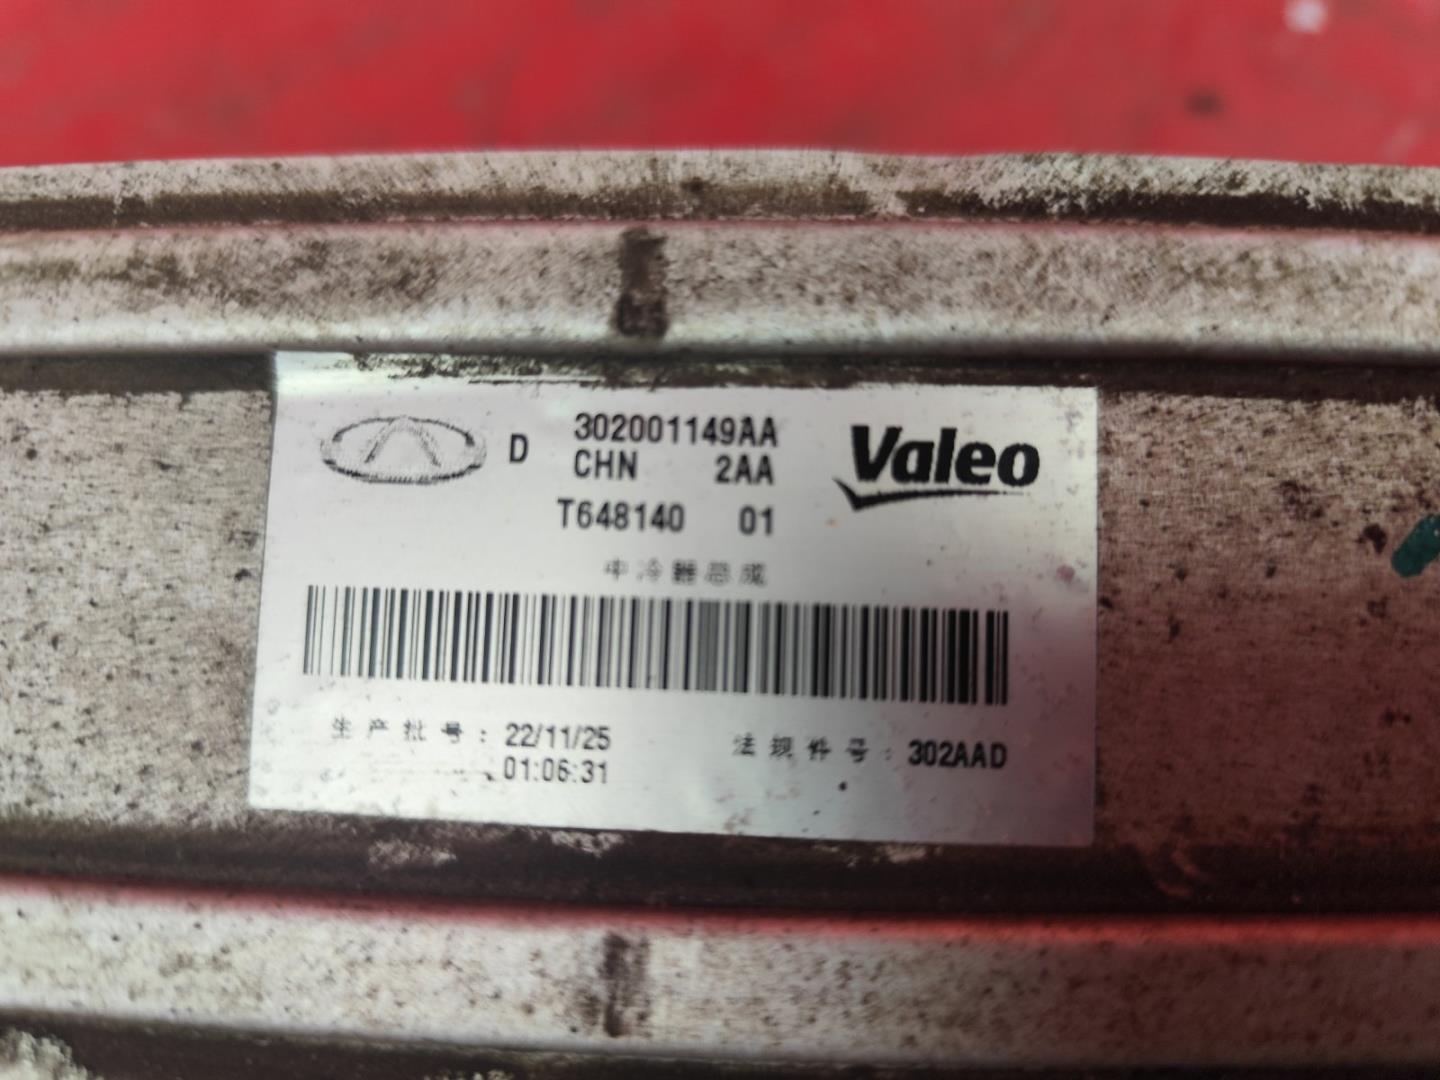 D 302001149AA
CHN 2AA
T648140 01
Valeo
中冷器总成
生产批号: 22/11/25
01:06:31
法规件号: 302AAD